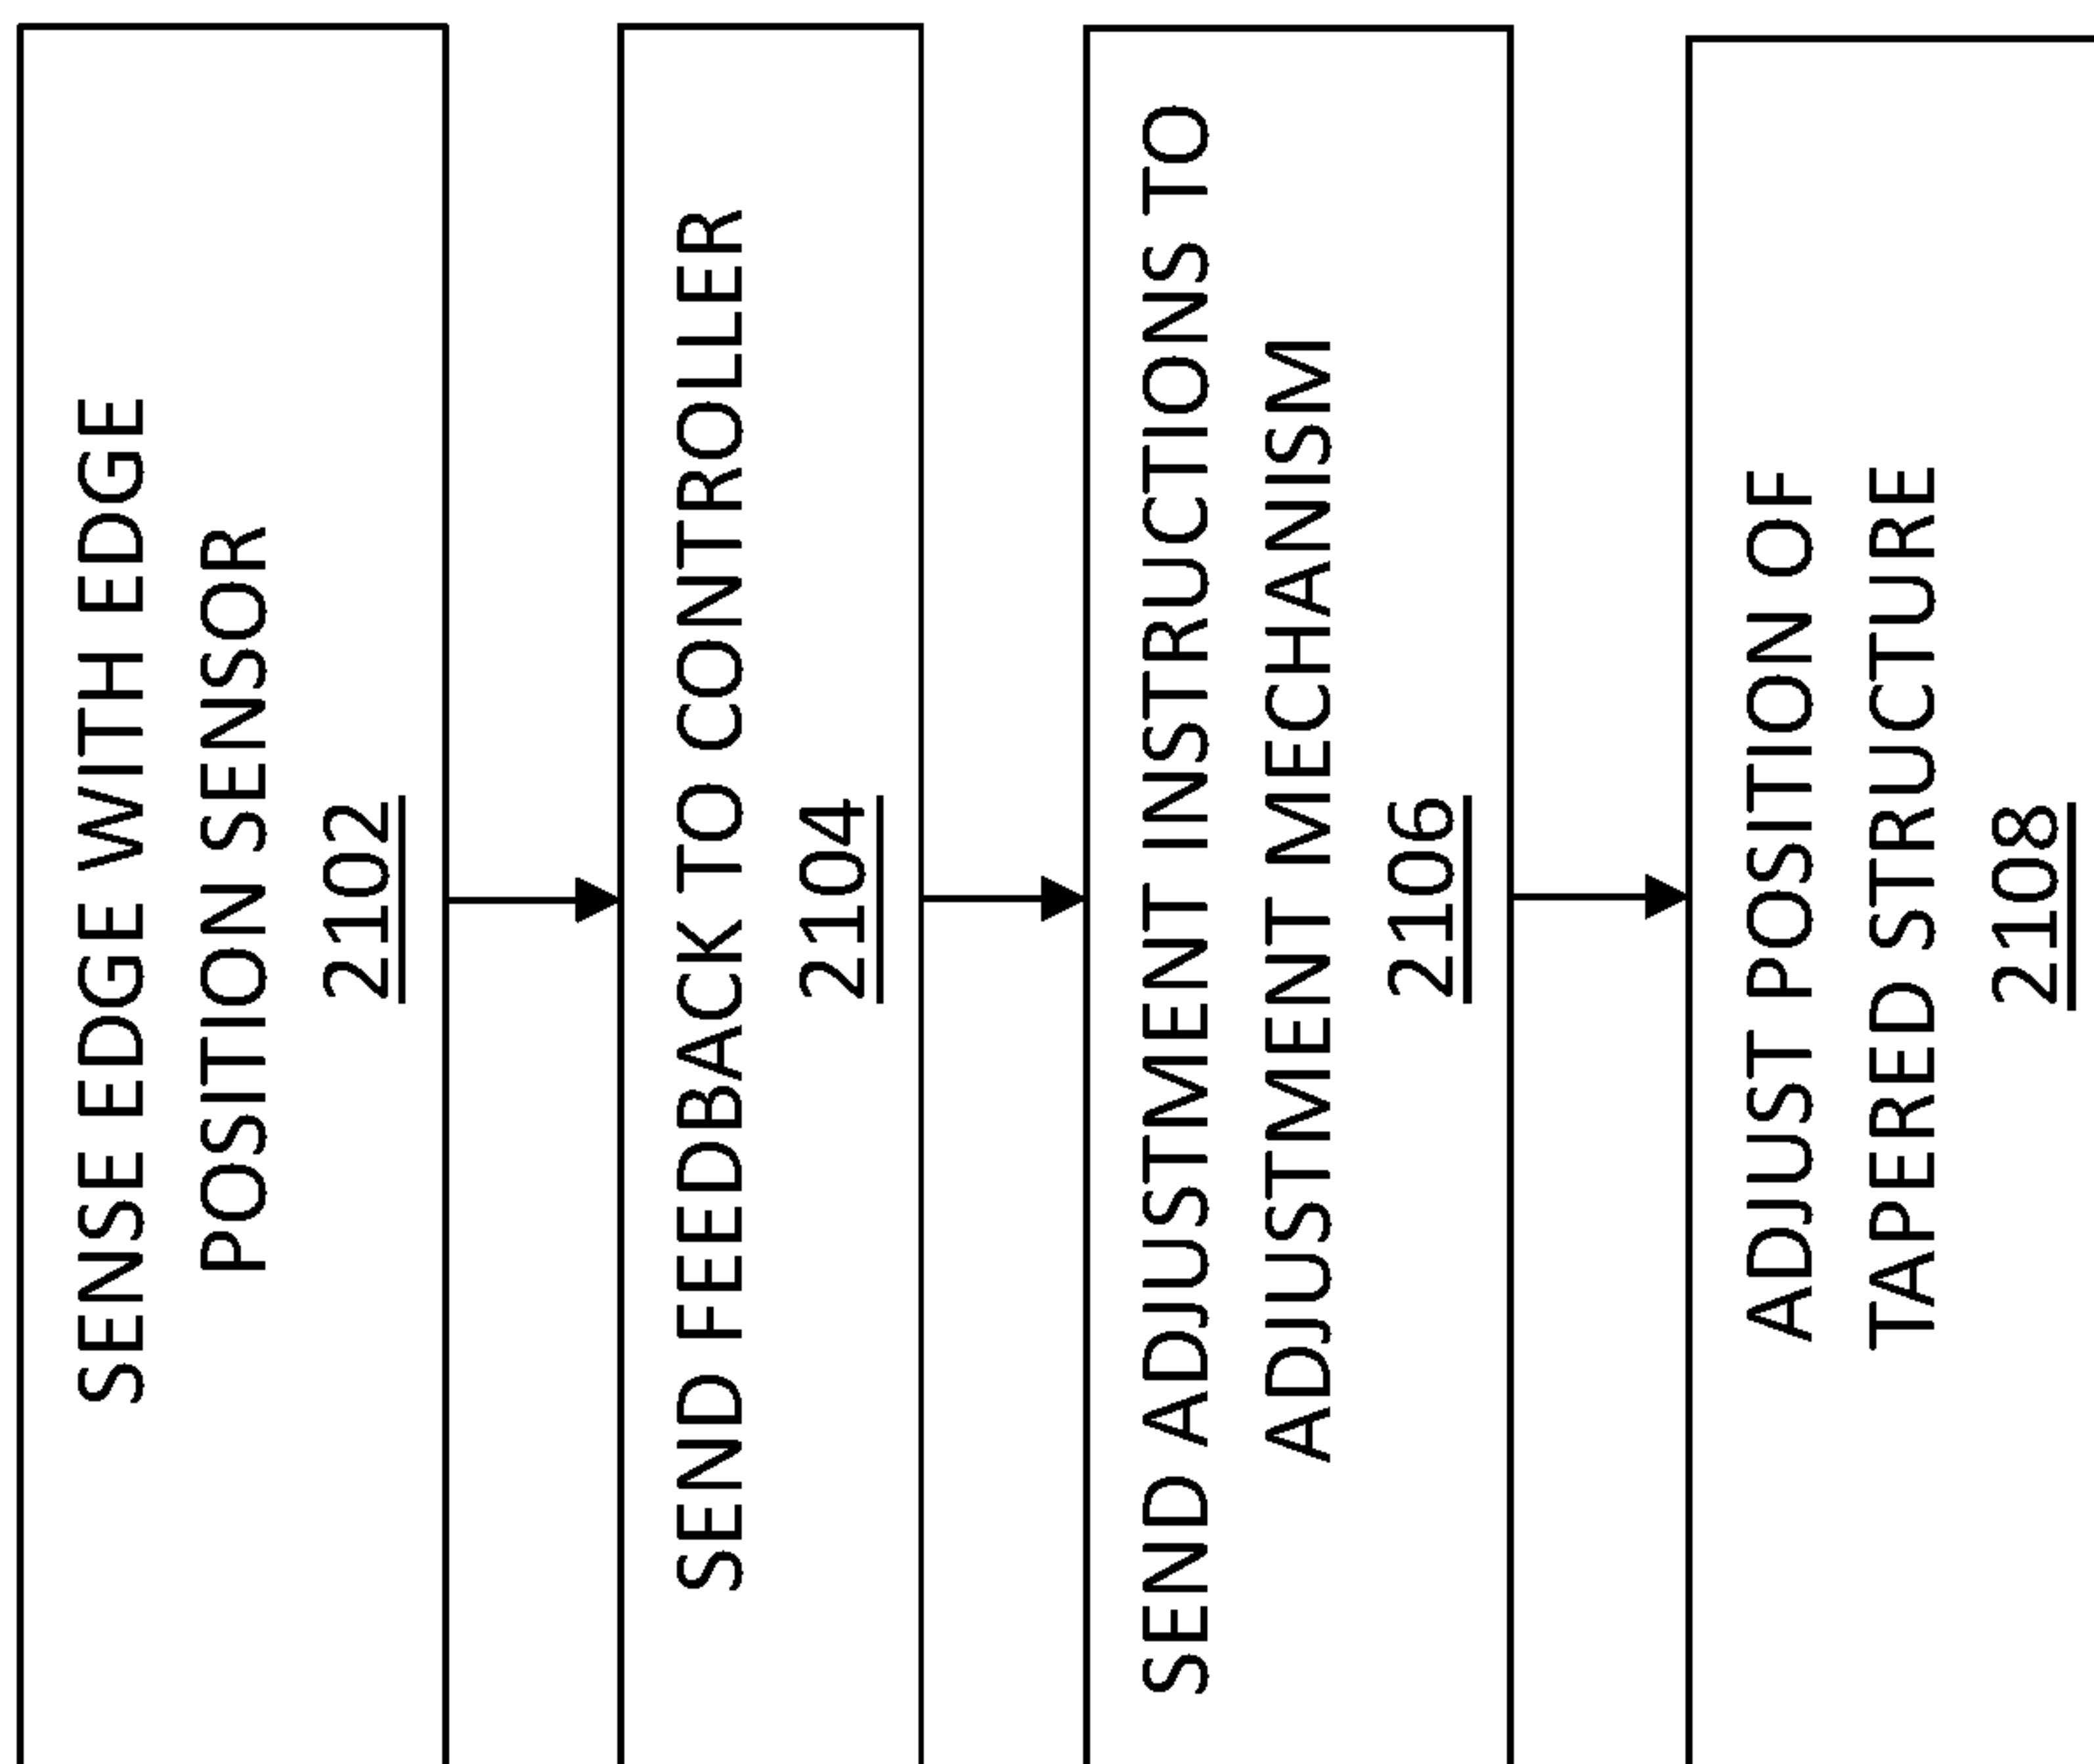 SENSE EDGE WITH EDGE
POSITION SENSOR
2102
SEND FEEDBACK TO CONTROLLER
2104
SEND ADJUSTMENT INSTRUCTIONS TO
ADJUSTMENT MECHANISM
2106
ADJUST POSITION OF
TAPERED STRUCTURE
2108